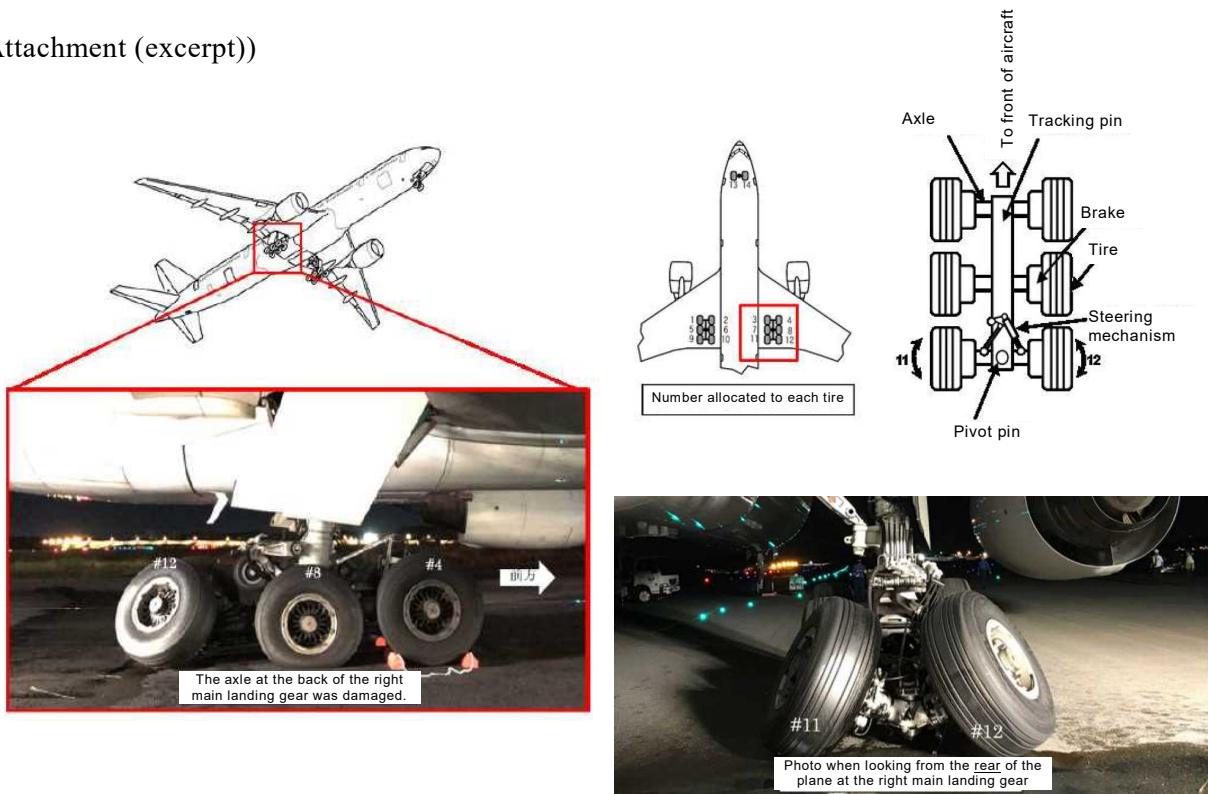 Attachment (excerpt))
To front of aircraft
Axle
Tracking pin
Brake
Tire
Steering
mechanism
11
12
Pivot pin
13 14
1 2 3 4
5 6 7 8
9 10 11 12
Number allocated to each tire
#12
#8
#4
前方
The axle at the back of the right
main landing gear was damaged.
#11
#12
Photo when looking from the rear of the
plane at the right main landing gear